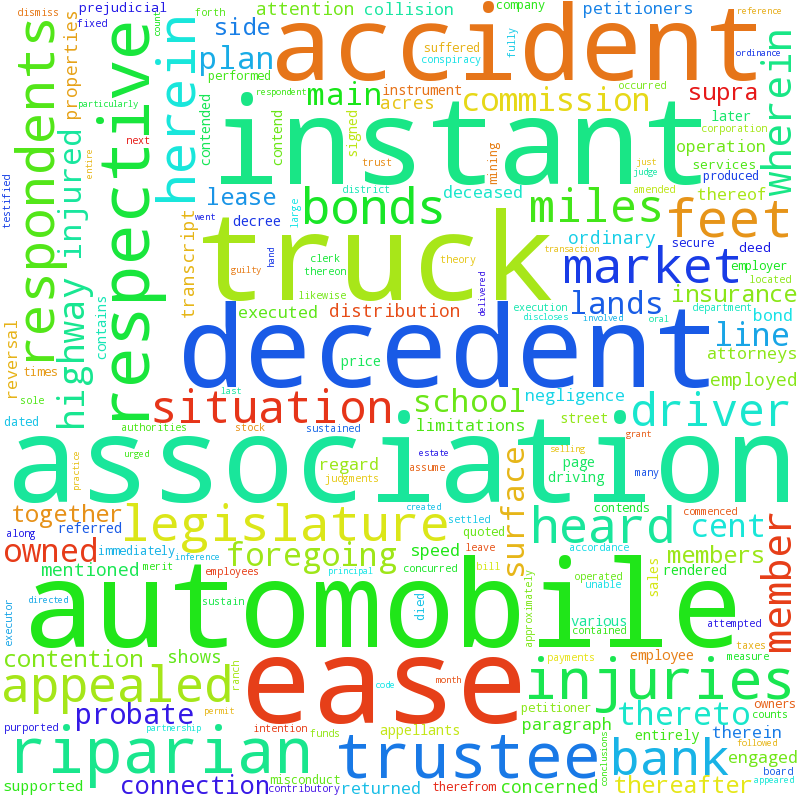 prejudicial
forth
attention
collision
company
petitioners
reference
dismiss
fixed
count
side
accident
suffered
conspiracy
fully
ordinance
respondents
properties
respective
herein
plan
performed
respondent
main
instrument
acres
commission
supra
wherein
occurred
particularly
contended
contend
signed
instant
mining
later
corporation
operation
next
trust
just
judge
services
entire
highway
injured
lease
district
deceased
amended
produced
thereof
testified
transcript
decree
large
bonds
miles
feet
went
hand
truck
ordinary
secure
deed
clerk
thereon
theory
transaction
market
employer
located
guilty
likewise
delivered
contains
executed
distribution
decedent
execution
discloses
involved
oral
lands
department
insurance
bond
reversal
times
price
line
attorneys
sole
last
situation
school
negligence
employed
dated
authorities
stock
sustained
limitations
street
grant
urged
association
practice
regard
judgments
estate
assume
selling
page
driving
many
driver
together
legislature
created
settled
contends
commenced
referred
quoted
heard
cent
surface
along
owned
immediately
inference
foregoing
speed
leave
accordance
members
member
mentioned
merit
employees
concurred
bill
operated
rendered
principal
unable
sales
executor
directed
sustain
automobile
died
approximately
various
contained
attempted
taxes
contention
shows
ranch
ease
payments
employee
measure
code
month
injuries
owners
appealed
petitioner
thereto
counts
probate
permit
intention
paragraph
entirely
therein
purported
partnership
funds
appellants
followed
riparian
trustee
conclusions
bank
engaged
board
supported
connection
misconduct
contributory
returned
therefrom
concerned
thereafter
appeared